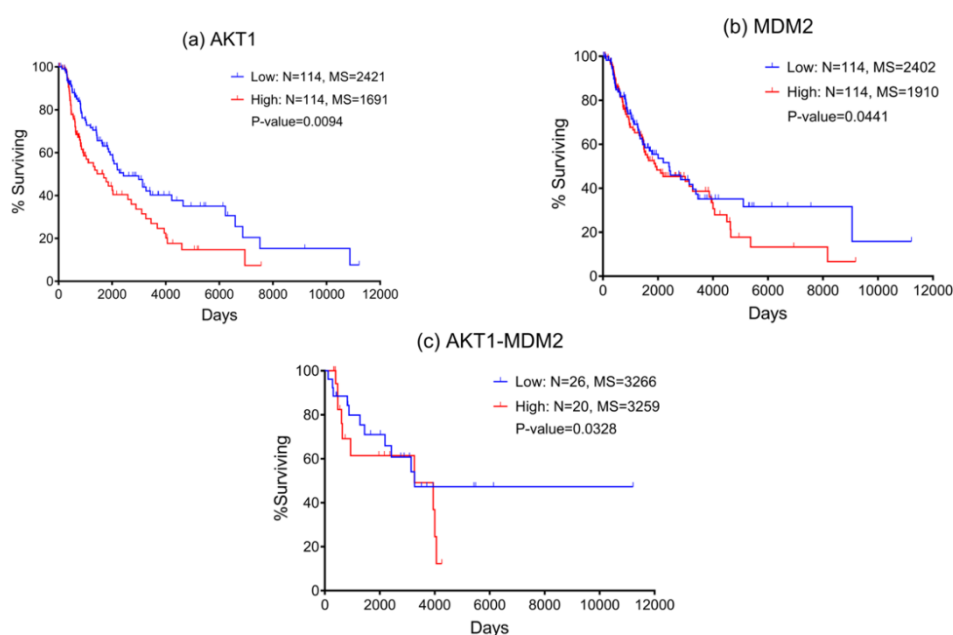 (a) AKT1
Low: N=114, MS=2421
High: N=114, MS=1691
P-value=0.0094
% Surviving
100
80
60
40
20
0
0 2000 4000 6000 8000 10000 12000
Days
(b) MDM2
Low: N=114, MS=2402
High: N=114, MS=1910
P-value=0.0441
% Surviving
100
80
60
40
20
0
0 2000 4000 6000 8000 10000 12000
Days
(c) AKT1-MDM2
Low: N=26, MS=3266
High: N=20, MS=3259
P-value=0.0328
%Surviving
100
80
60
40
20
0
0 2000 4000 6000 8000 10000 12000
Days